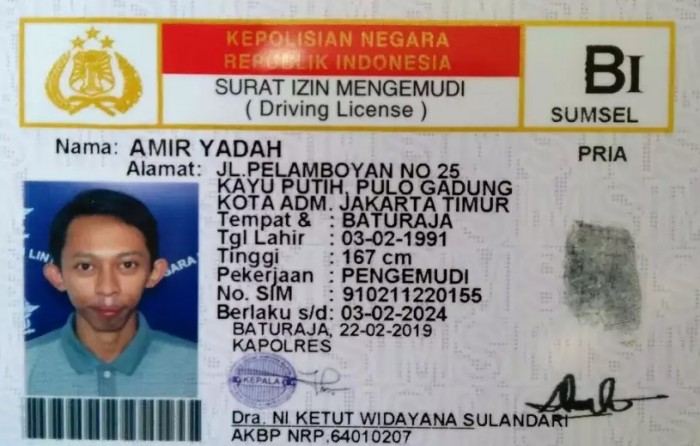 KEPOLISIAN NEGARA
REPUBLIK INDONESIA
SURAT IZIN MENGEMUDI
( Driving License )
BI
SUMSEL
Nama: AMIR YADAH
PRIA
Alamat: JL.PELAMBOYAN NO 25
KAYU PUTIH, PULO GADUNG
KOTA ADM. JAKARTA TIMUR
Tempat & : BATURAJA
Tgl Lahir : 03-02-1991
Tinggi : 167 cm
Pekerjaan : PENGEMUDI
No. SIM : 910211220155
Berlaku s/d: 03-02-2024
BATURAJA, 22-02-2019
KAPOLRES
KEPALA
Dra. NI KETUT WIDAYANA SULANDARI
AKBP NRP.64010207